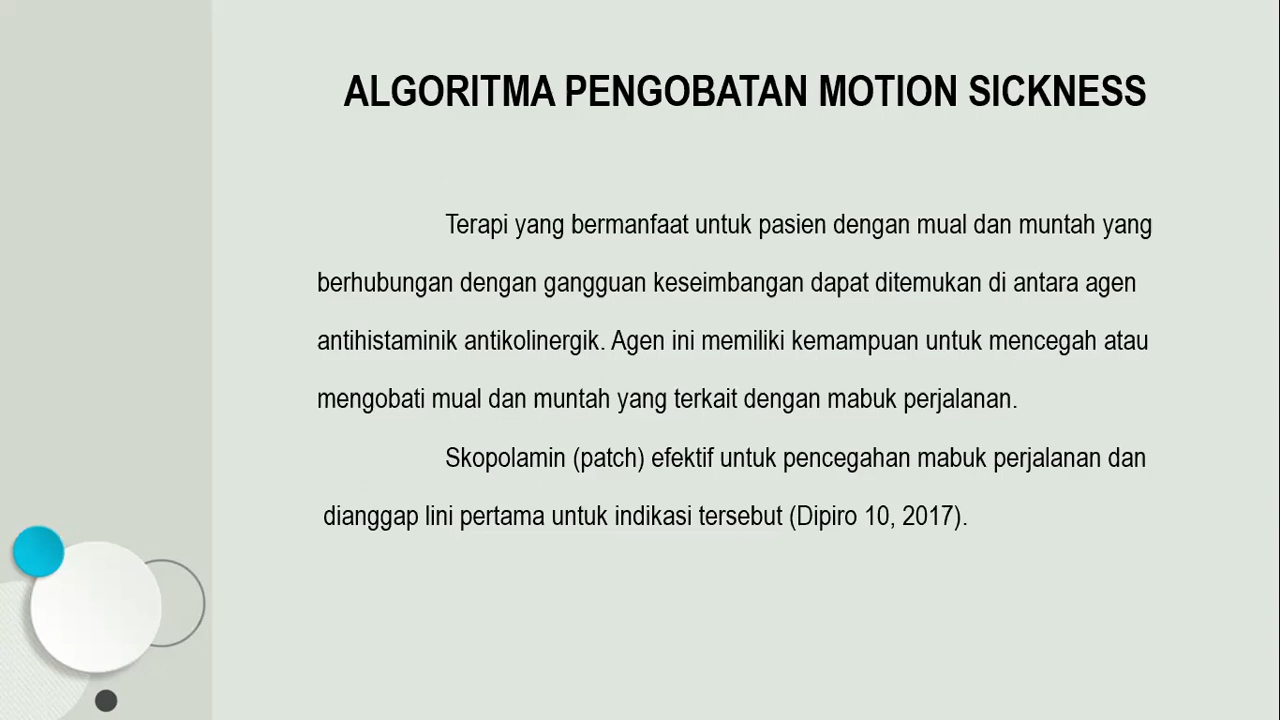 ALGORITMA PENGOBATAN MOTION SICKNESS
Terapi yang bermanfaat untuk pasien dengan mual dan muntah yang
berhubungan dengan gangguan keseimbangan dapat ditemukan di antara agen
antihistaminik antikolinergik. Agen ini memiliki kemampuan untuk mencegah atau
mengobati mual dan muntah yang terkait dengan mabuk perjalanan.
Skopolamin (patch) efektif untuk pencegahan mabuk perjalanan dan
dianggap lini pertama untuk indikasi tersebut (Dipiro 10, 2017).